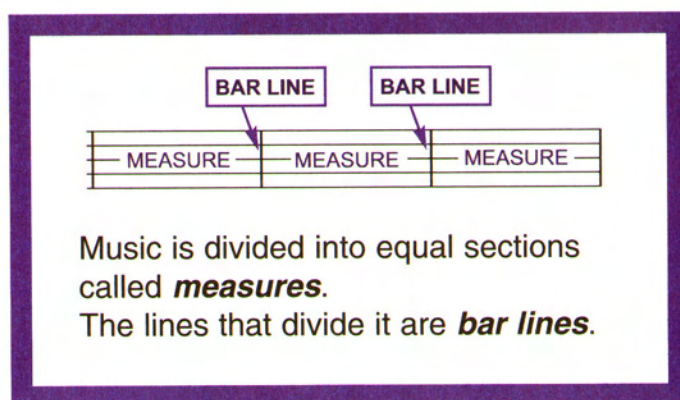 BAR LINE BAR LINE
MEASURE MEASURE MEASURE
Music is divided into equal sections
called measures.
The lines that divide it are bar lines.